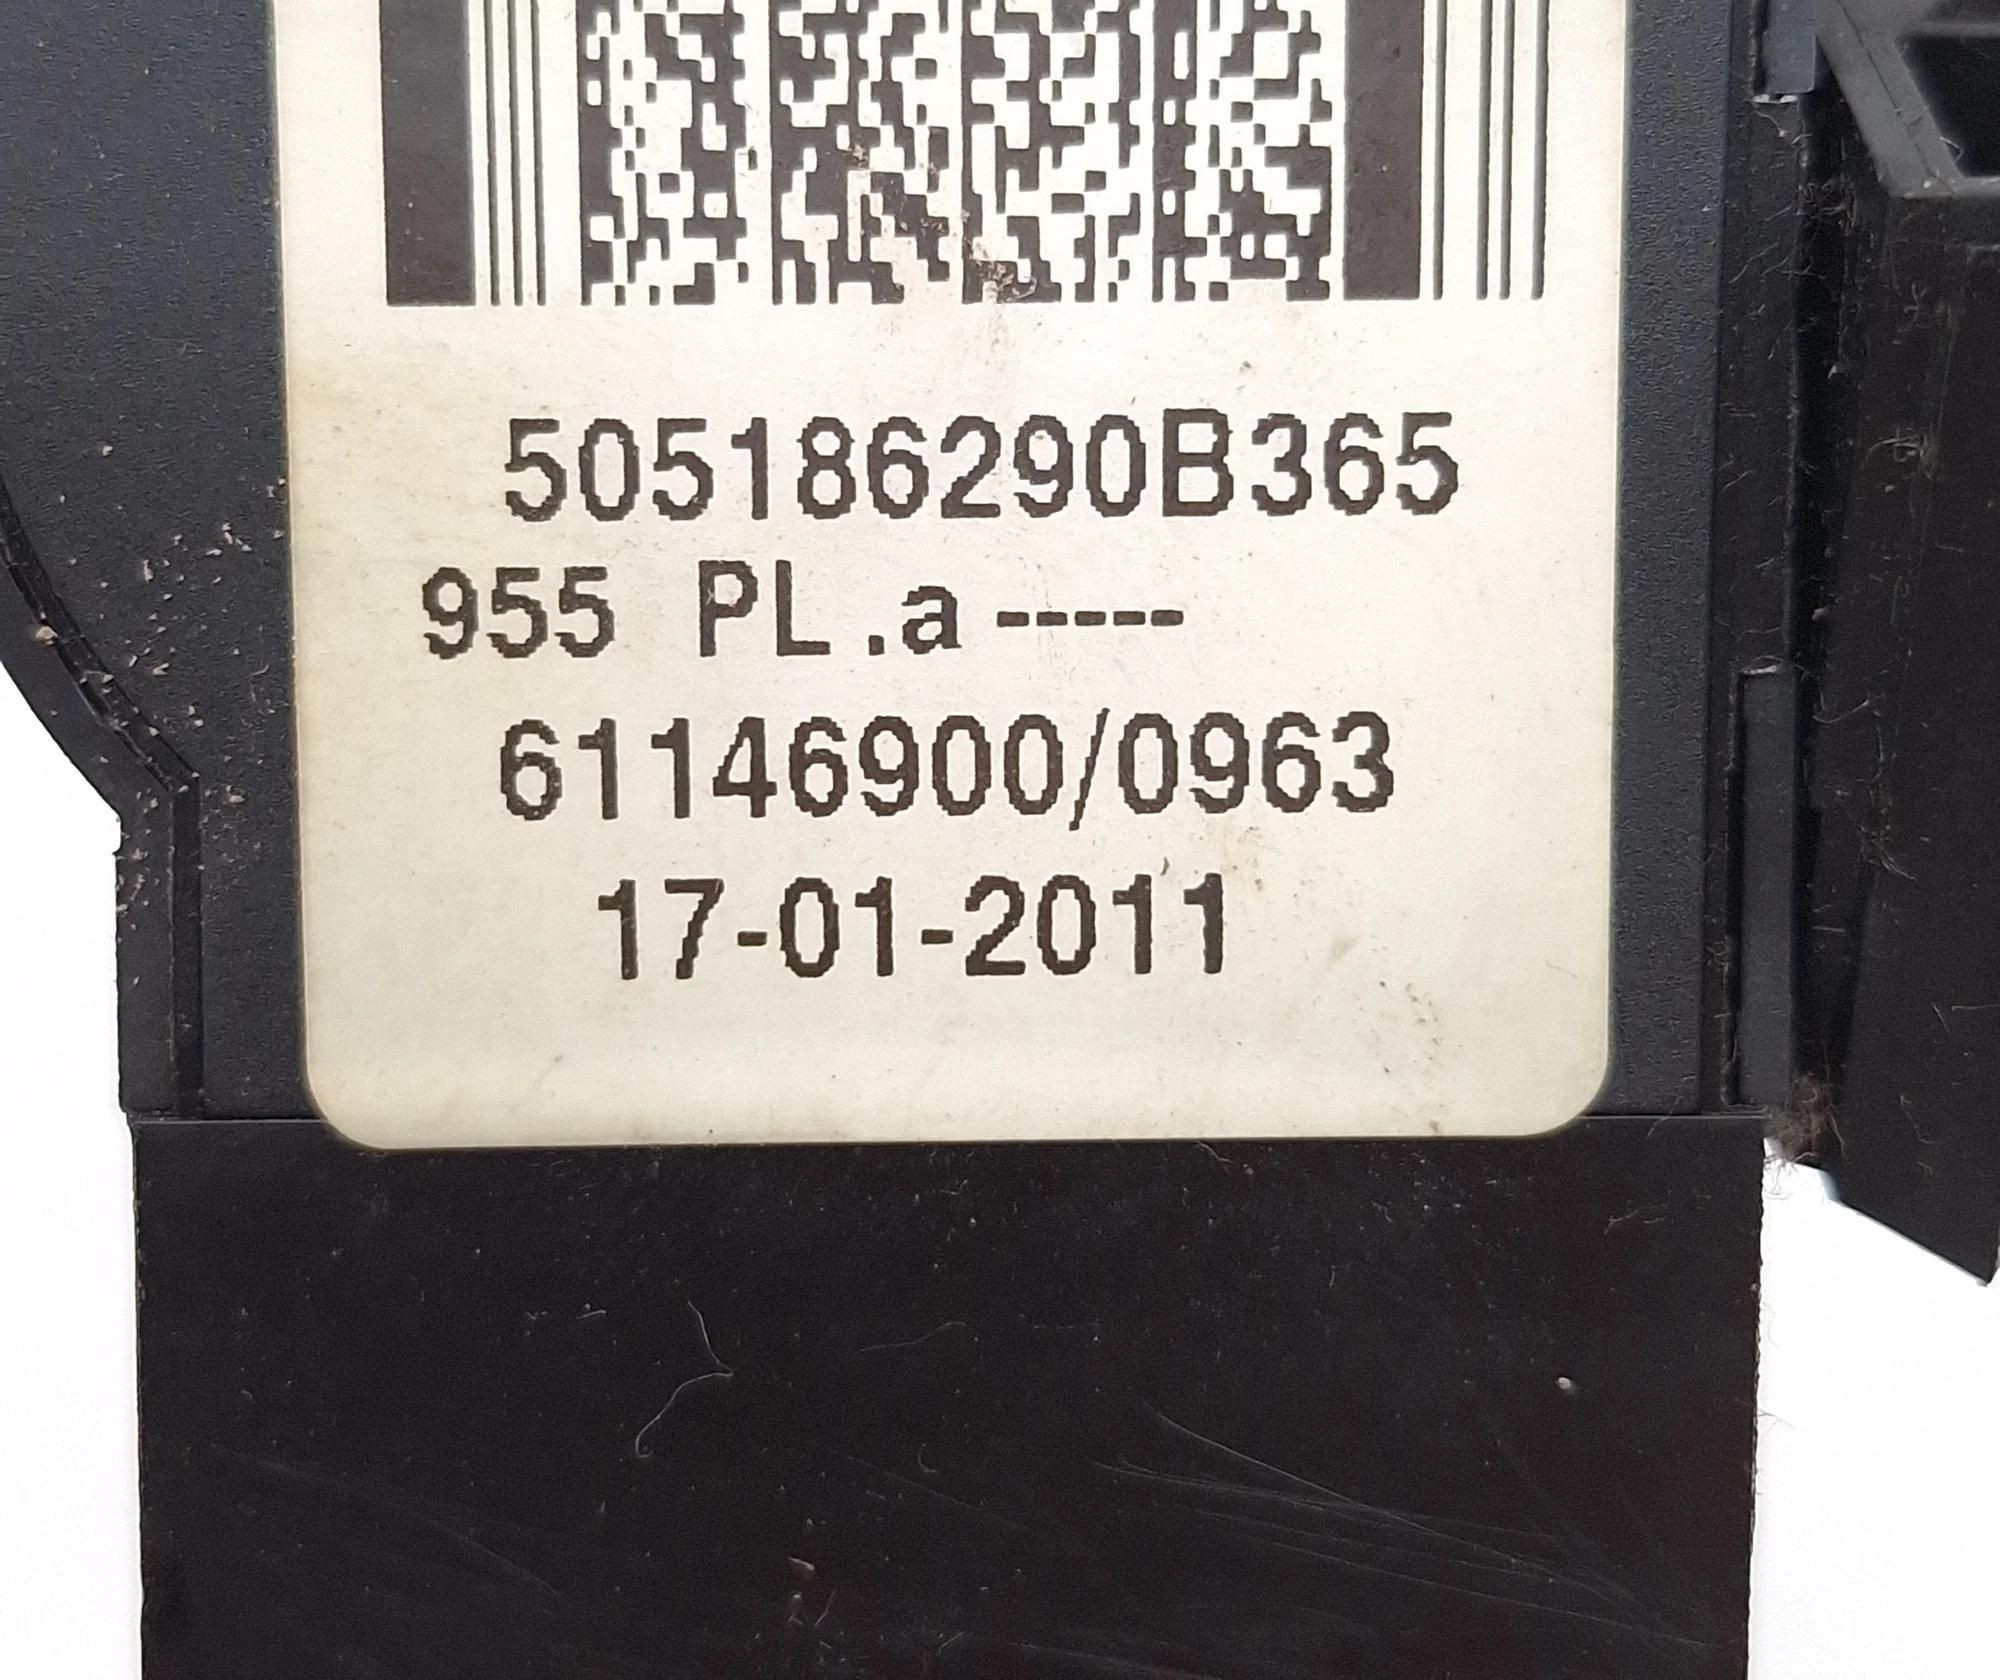 505186290B365
955 PL.a-----
61146900/0963
17-01-2011